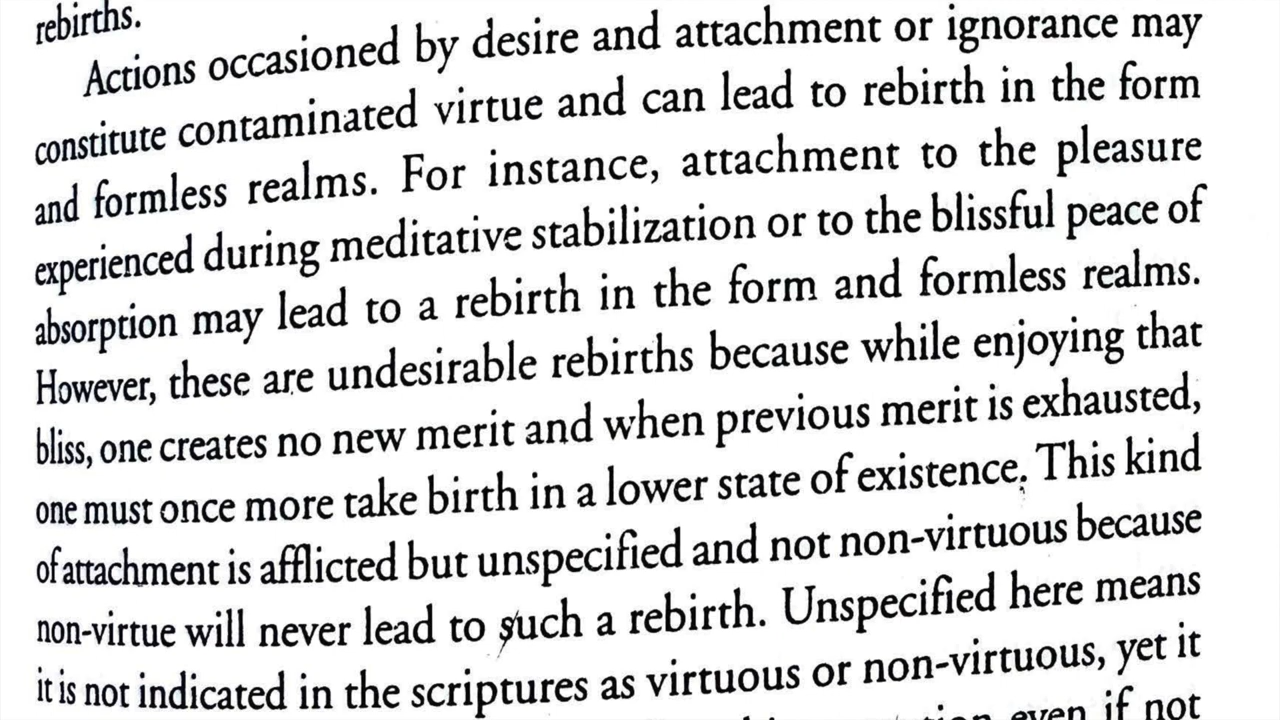 rebirths.
Actions occasioned by desire and attachment or ignorance may
constitute contaminated virtue and can lead to rebirth in the form
and formless realms. For instance, attachment to the pleasure
experienced during meditative stabilization or to the blissful peace of
absorption may lead to a rebirth in the form and formless realms.
However, these are undesirable rebirths because while enjoying that
bliss, one creates no new merit and when previous merit is exhausted,
one must once more take birth in a lower state of existence. This kind
of attachment is afflicted but unspecified and not non-virtuous because
non-virtue will never lead to such a rebirth. Unspecified here means
it is not indicated in the scriptures as virtuous or non-virtuous, yet it
even if not